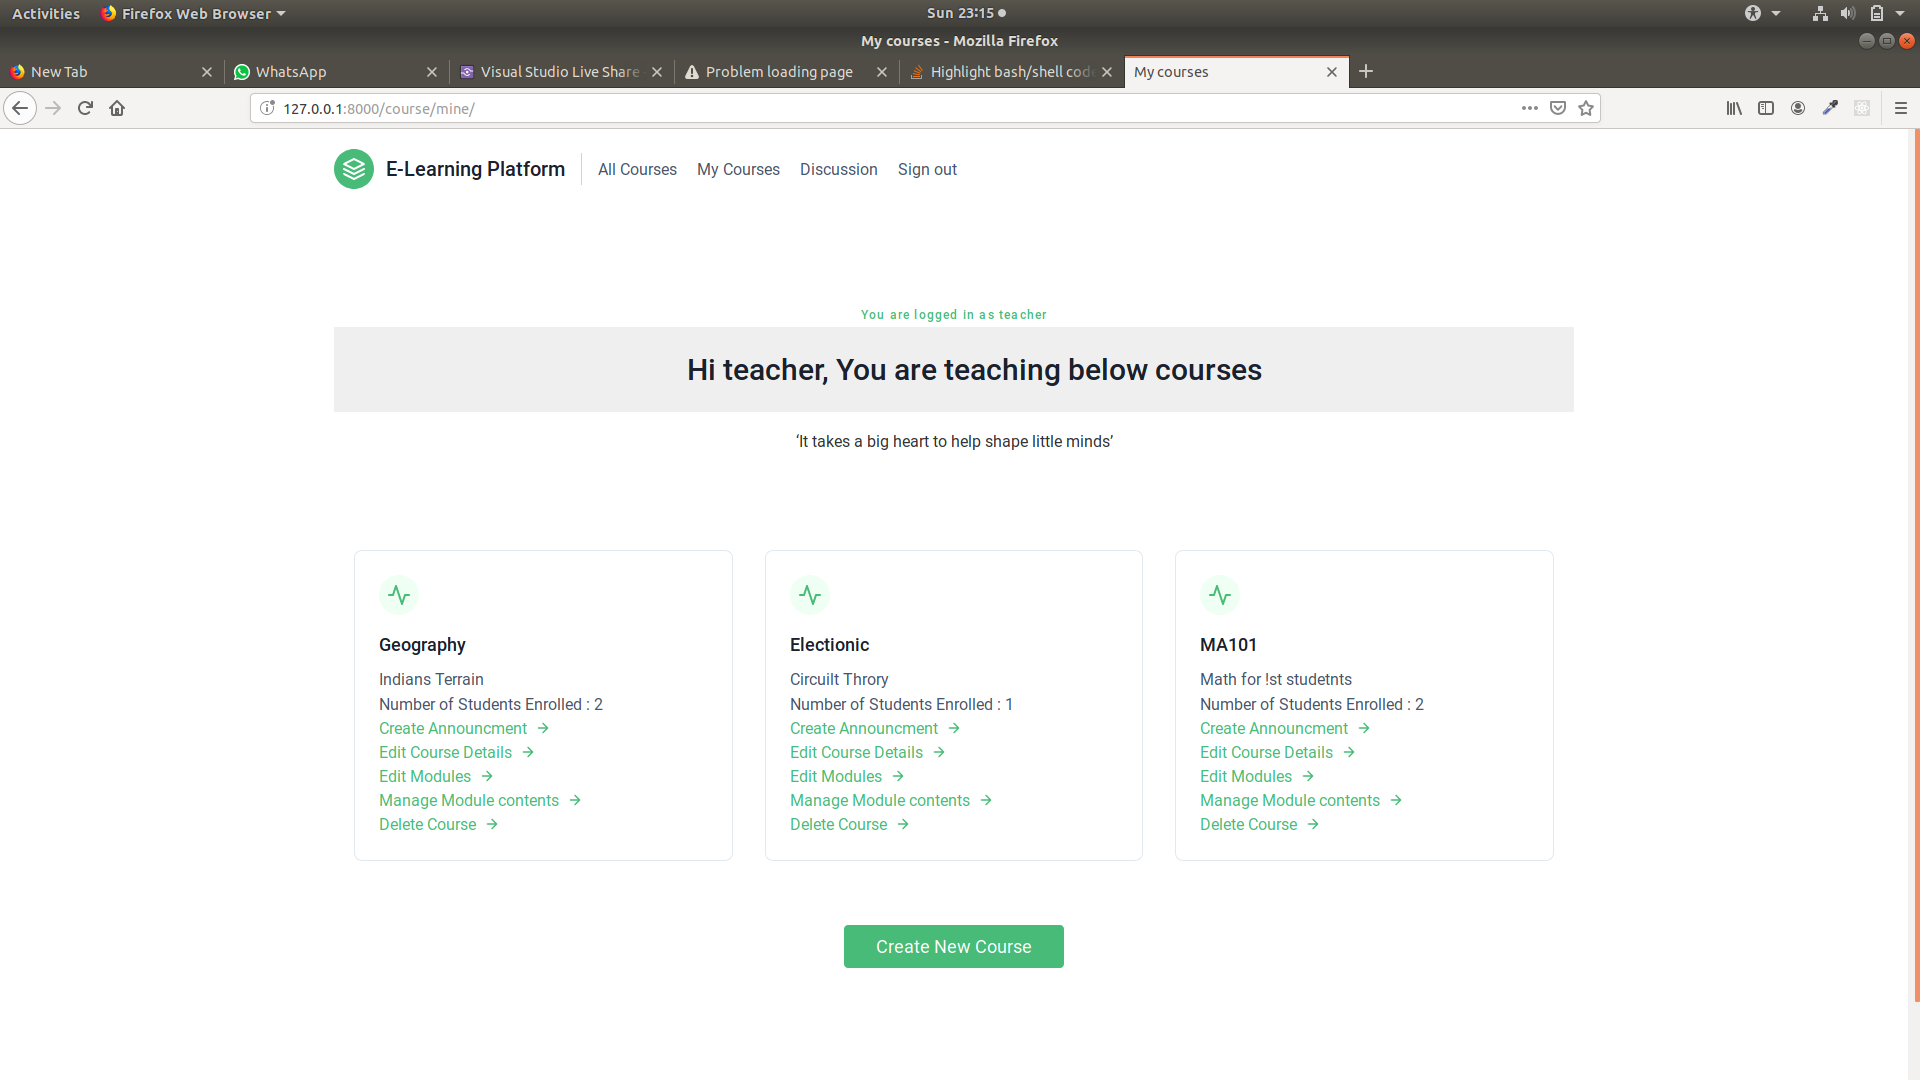 Activities Firefox Web Browser Sun 23:15
My courses - Mozilla Firefox
New Tab WhatsApp Visual Studio Live Share Problem loading page Highlight bash/shell code My courses
127.0.0.1:8000/course/mine/
E-Learning Platform All Courses My Courses Discussion Sign out
You are logged in as teacher
Hi teacher, You are teaching below courses
‘It takes a big heart to help shape little minds’
Geography
Indians Terrain
Number of Students Enrolled : 2
Create Announcment →
Edit Course Details →
Edit Modules →
Manage Module contents →
Delete Course →
Electionic
Circuilt Throry
Number of Students Enrolled : 1
Create Announcment →
Edit Course Details →
Edit Modules →
Manage Module contents →
Delete Course →
MA101
Math for !st studetnts
Number of Students Enrolled : 2
Create Announcment →
Edit Course Details →
Edit Modules →
Manage Module contents →
Delete Course →
Create New Course